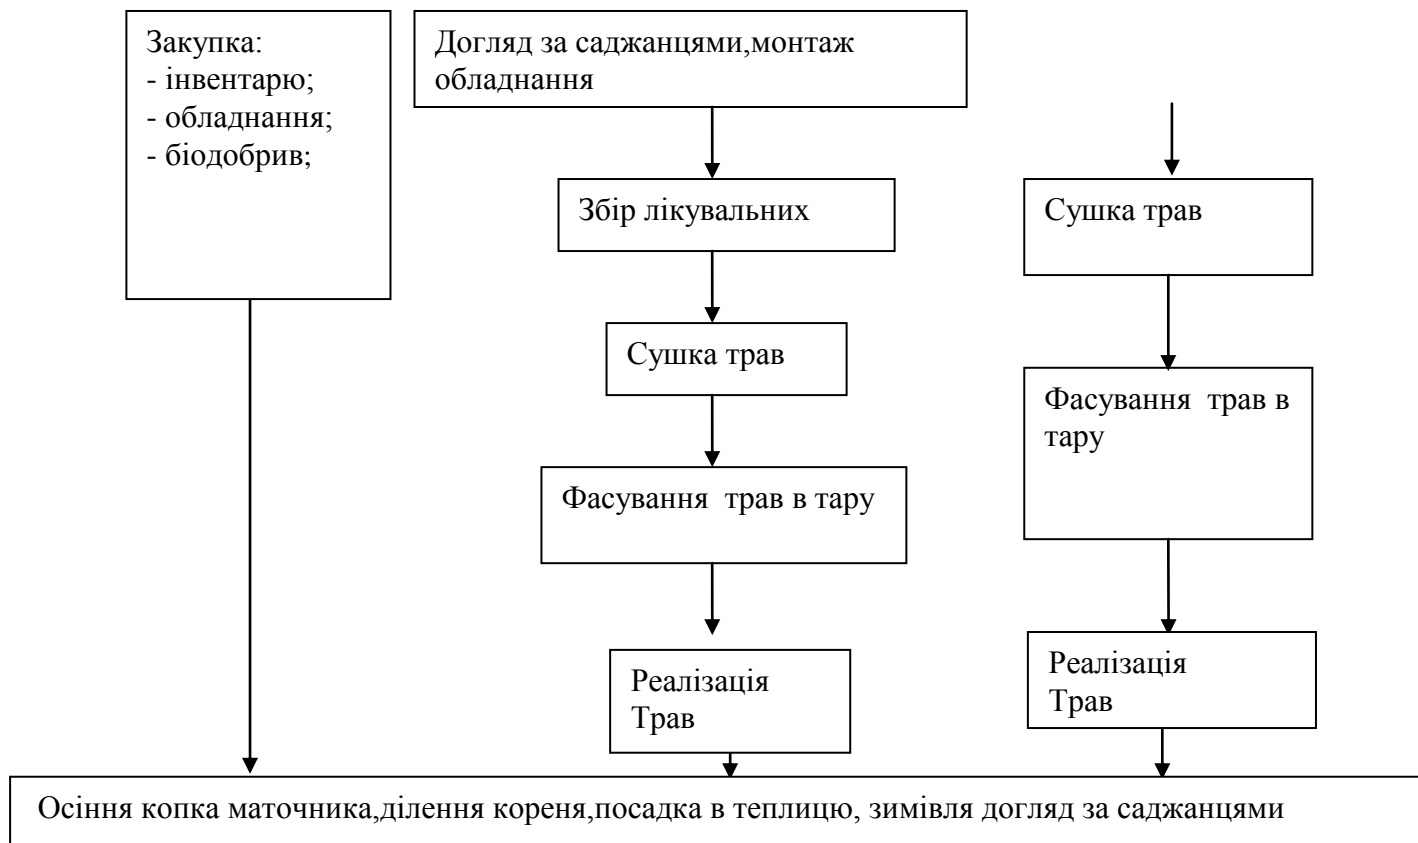 Закупка:
- інвентарю;
- обладнання;
- біодобрив;
Догляд за саджанцями,монтаж
обладнання
Збір лікувальних
Сушка трав
Фасування  трав в тару
Реалізація
Трав
Сушка трав
Фасування  трав в
тару
Реалізація
Трав
Осіння копка маточника,ділення кореня,посадка в теплицю, зимівля догляд за саджанцями